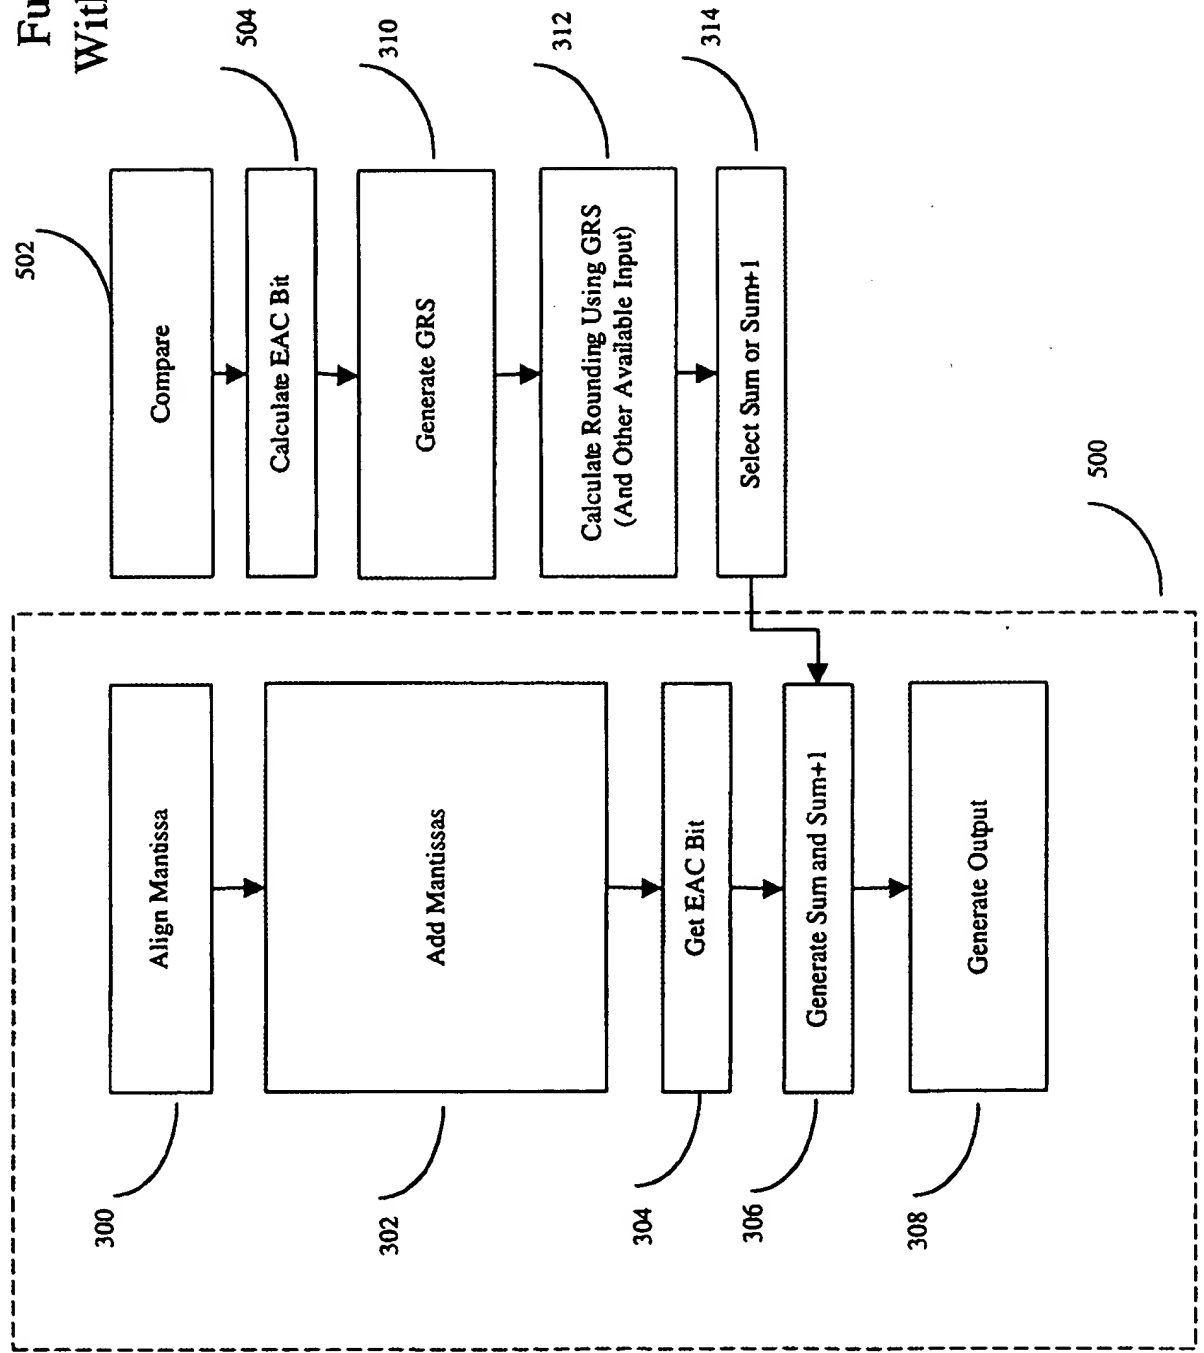 Fu
Wit
502
Compare
504
Calculate EAC Bit
310
Generate GRS
312
Calculate Rounding Using GRS
(And Other Available Input)
314
Select Sum or Sum+1
500
300
Align Mantissa
302
Add Mantissas
304
Get EAC Bit
306
Generate Sum and Sum+1
308
Generate Output